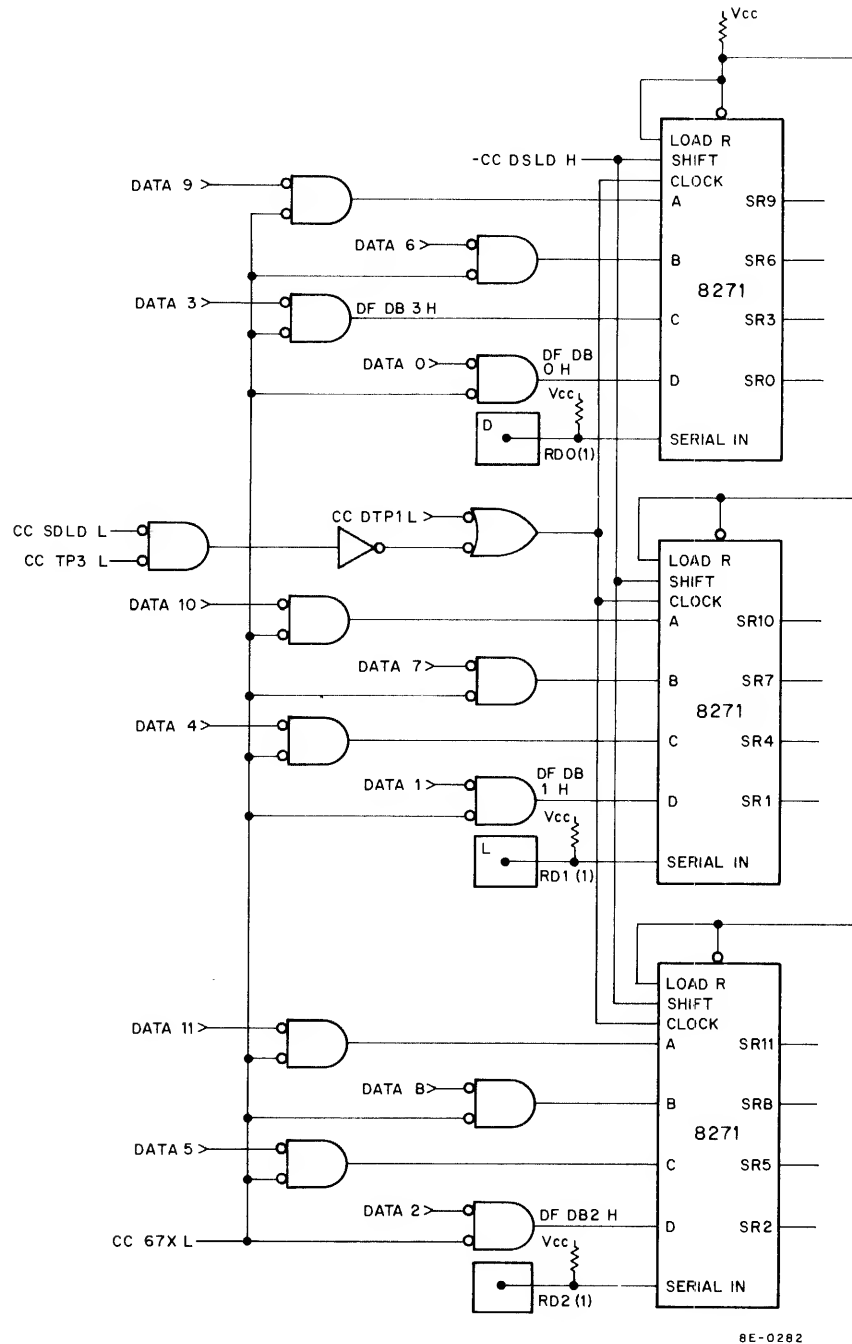 Vcc
LOAD R
-CC DSLD H
SHIFT
CLOCK
DATA 9
A
SR9
DATA 6
B
SR6
8271
DATA 3
DF DB 3 H
C
SR3
DATA 0
DF DB
0 H
D
SR0
Vcc
D
RD0(1)
SERIAL IN
CC SDLD L
CC TP3 L
CC DTP1 L
LOAD R
SHIFT
CLOCK
DATA 10
A
SR10
DATA 7
B
SR7
8271
DATA 4
C
SR4
DATA 1
DF DB
1 H
D
SR1
Vcc
L
RD1(1)
SERIAL IN
LOAD R
SHIFT
CLOCK
DATA 11
A
SR11
DATA B
B
SRB
8271
DATA 5
C
SR5
DATA 2
DF DB2 H
D
SR2
CC 67X L
Vcc
RD2(1)
SERIAL IN
8E-0282